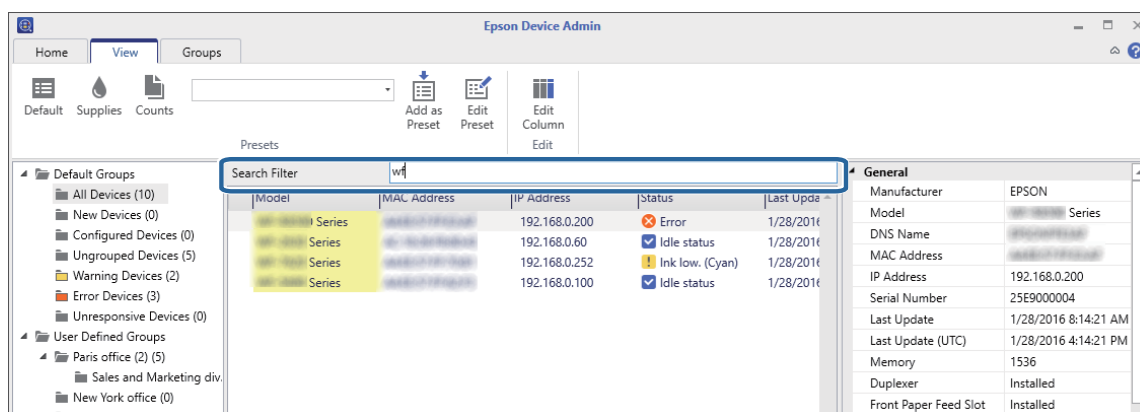 Epson Device Admin
Home View Groups
Default Supplies Counts Add as Preset Edit Preset Edit Column
Presets Edit
Search Filter wf
Default Groups
All Devices (10)
New Devices (0)
Configured Devices (0)
Ungrouped Devices (5)
Warning Devices (2)
Error Devices (3)
Unresponsive Devices (0)
User Defined Groups
Paris office (2) (5)
Sales and Marketing div.
New York office (0)
Model MAC Address IP Address Status Last Upda
Series 192.168.0.200 Error 1/28/2016
Series 192.168.0.60 Idle status 1/28/2016
Series 192.168.0.252 Ink low. (Cyan) 1/28/2016
Series 192.168.0.100 Idle status 1/28/2016
General
Manufacturer EPSON
Model Series
DNS Name
MAC Address
IP Address 192.168.0.200
Serial Number 25E9000004
Last Update 1/28/2016 8:14:21 AM
Last Update (UTC) 1/28/2016 4:14:21 PM
Memory 1536
Duplexer Installed
Front Paper Feed Slot Installed